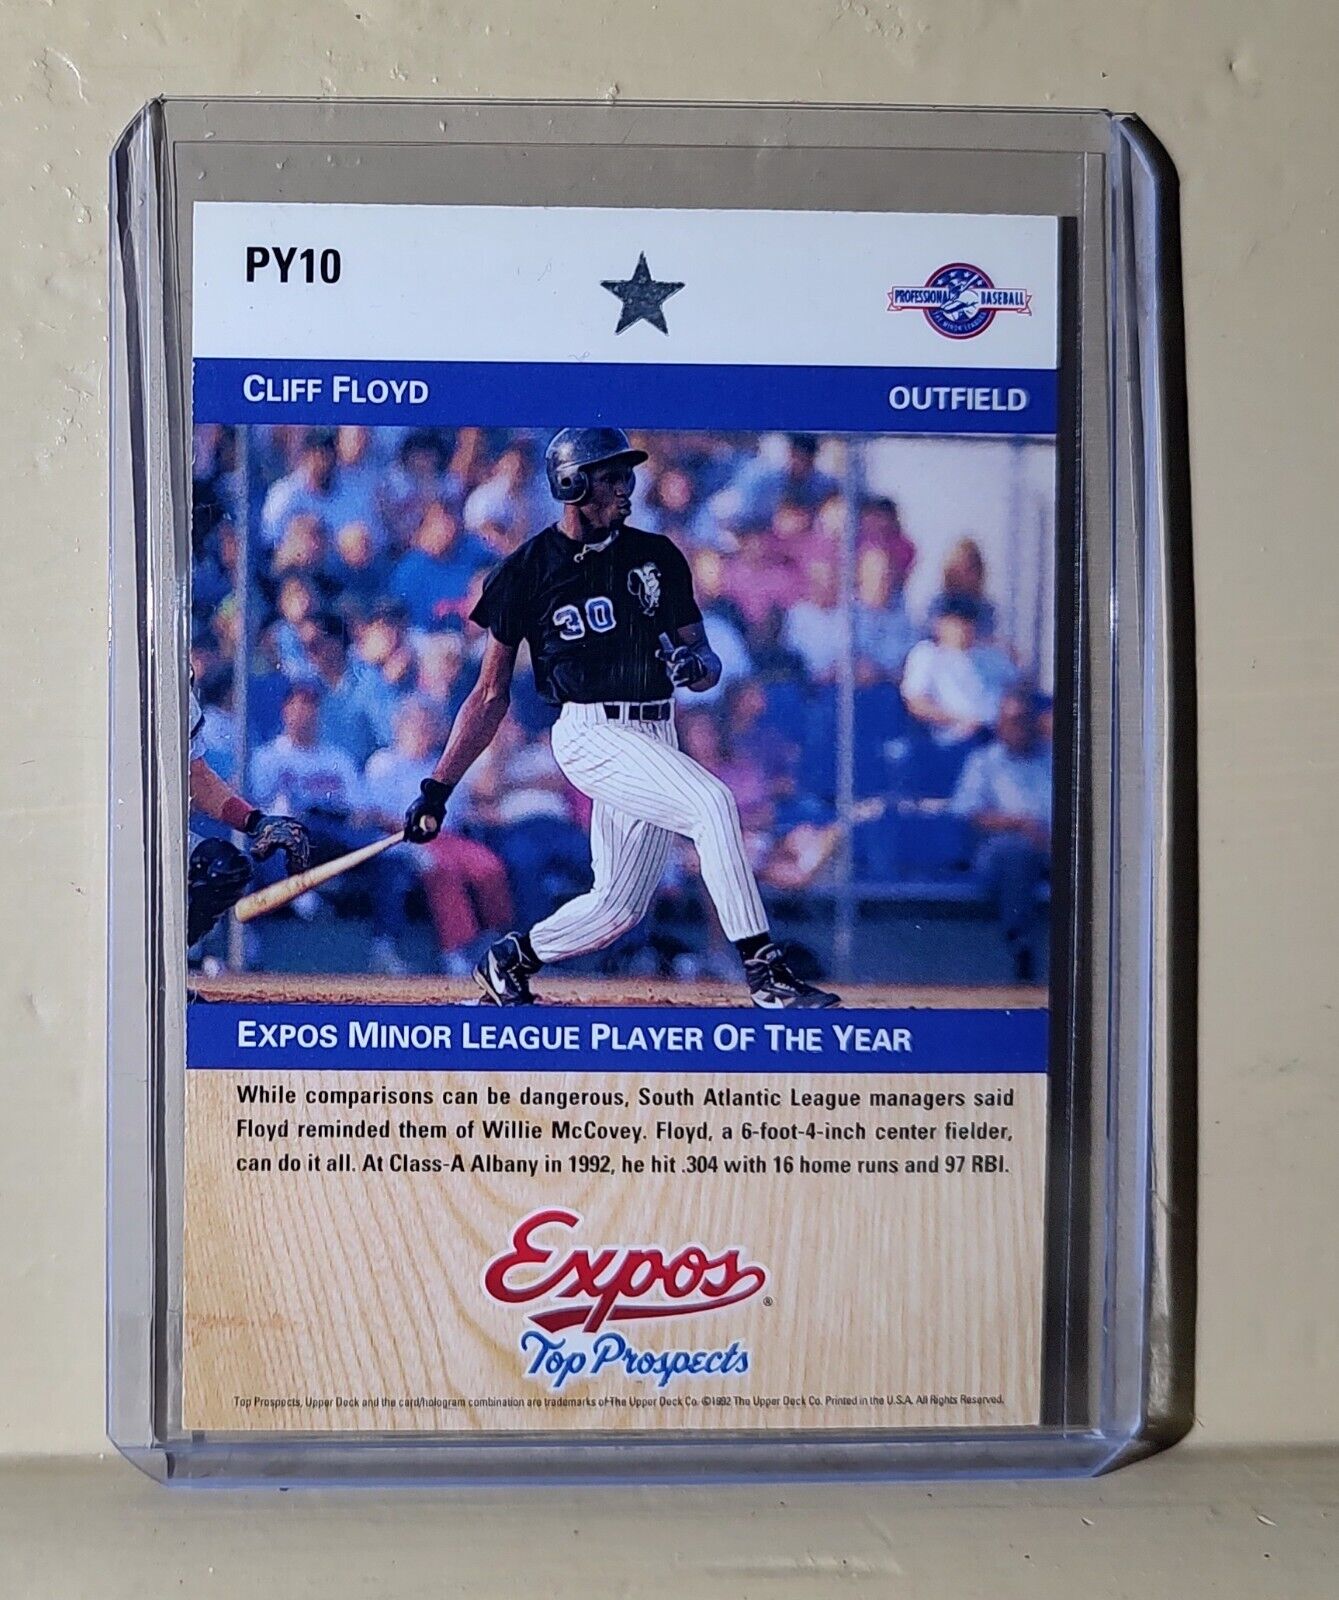 PY10
PROFESSIONAL BASEBALL
THE MINOR LEAGUES
CLIFF FLOYD
OUTFIELD
30
EXPOS MINOR LEAGUE PLAYER OF THE YEAR
While comparisons can be dangerous, South Atlantic League managers said
Floyd reminded them of Willie McCovey. Floyd, a 6-foot-4-inch center fielder,
can do it all. At Class-A Albany in 1992, he hit .304 with 16 home runs and 97 RBI.
Expos®
Top Prospects
Top Prospects, Upper Deck and the card/hologram combination are trademarks of The Upper Deck Co. ©1992 The Upper Deck Co. Printed in the U.S.A. All Rights Reserved.